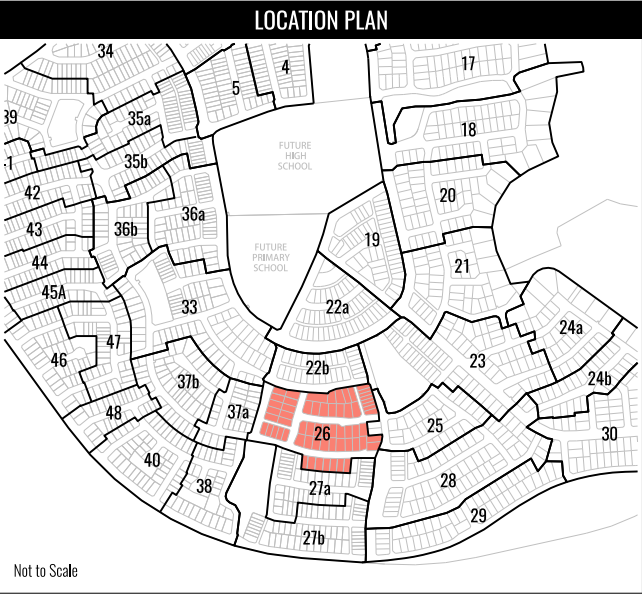 LOCATION PLAN
34
4
17
5
39
35a
18
FUTURE
HIGH
SCHOOL
35b
42
20
36a
43
36b
19
44
FUTURE
PRIMARY
SCHOOL
21
45A
33
22a
24a
47
46
23
22b
24b
37b
48
37a
25
26
30
40
28
38
27a
29
27b
Not to Scale